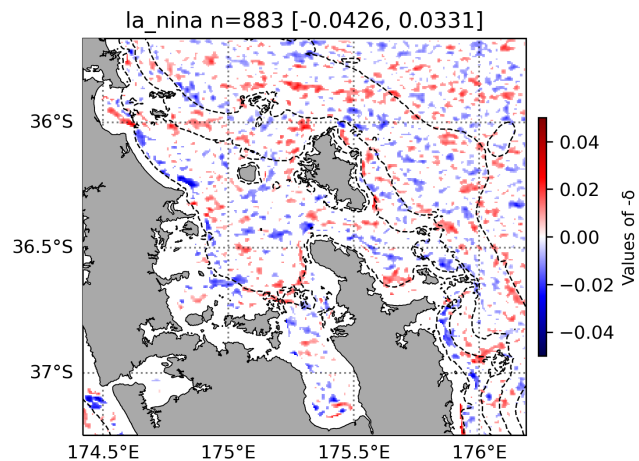 la_nina n=883 [-0.0426, 0.0331]
36°S
36.5°S
37°S
174.5°E
175°E
175.5°E
176°E
0.04
0.02
0.00
−0.02
−0.04
Values of -δ